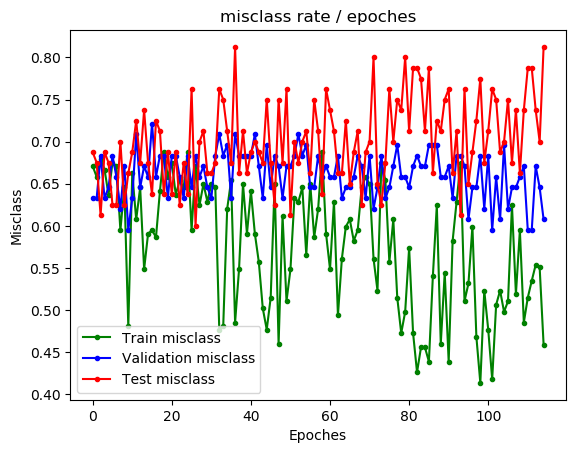 misclass rate / epoches
0.80
0.75
0.70
0.65
0.60
0.55
0.50
0.45
0.40
Misclass
Train misclass
Validation misclass
Test misclass
0 20 40 60 80 100
Epoches